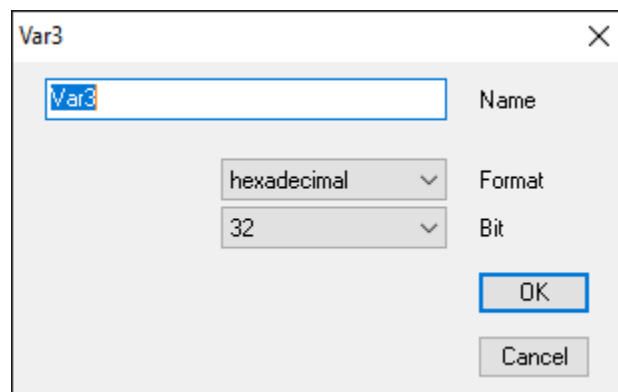 Var3
Var3 Name
hexadecimal Format
32 Bit
OK
Cancel